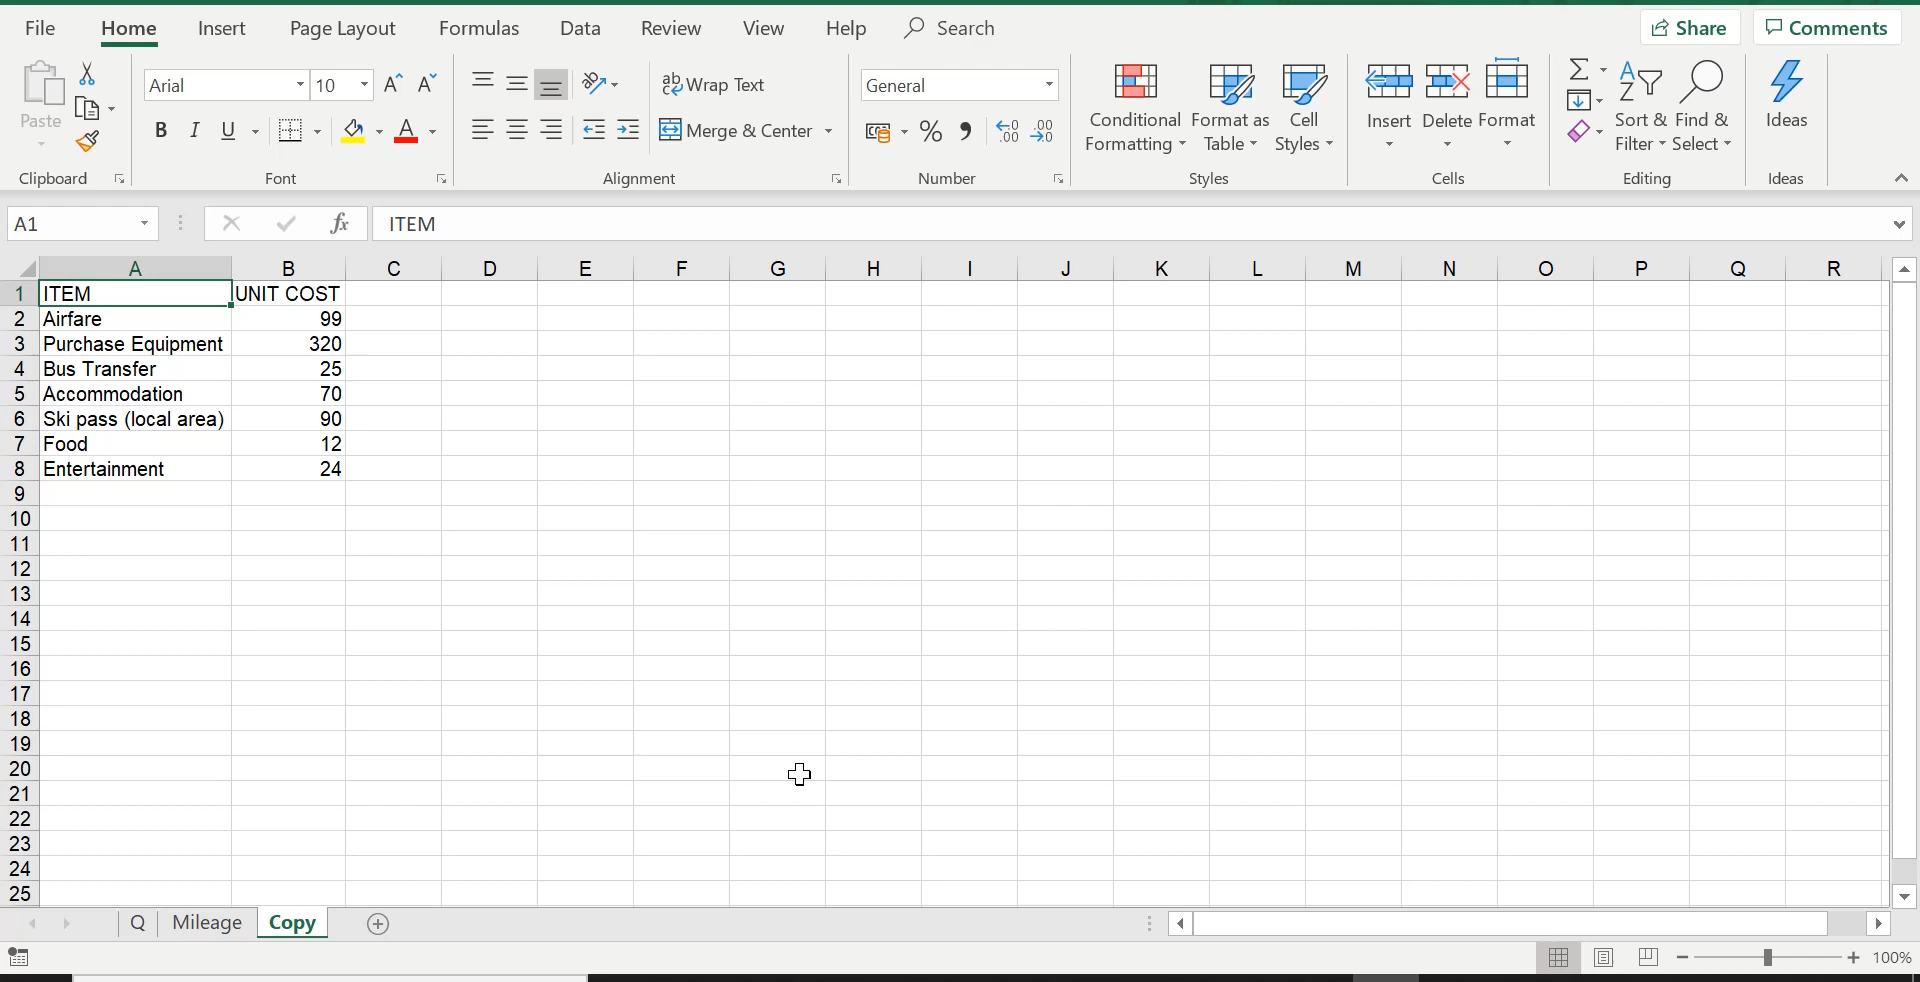 File Home Insert Page Layout Formulas Data Review View Help Search Share Comments
Paste
Clipboard
Arial 10
A A
B I U A
Font
ab Wrap Text
Merge & Center
Alignment
General
% 9 .00 .00
Number
Conditional Formatting
Format as Table
Cell Styles
Styles
Insert Delete Format
Cells
Sort & Filter
Find & Select
Editing
Ideas
Ideas
A1 fx ITEM
A B C D E F G H I J K L M N O P Q R
1 ITEM UNIT COST
2 Airfare 99
3 Purchase Equipment 320
4 Bus Transfer 25
5 Accommodation 70
6 Ski pass (local area) 90
7 Food 12
8 Entertainment 24
9
10
11
12
13
14
15
16
17
18
19
20
21
22
23
24
25
Q Mileage Copy
100%